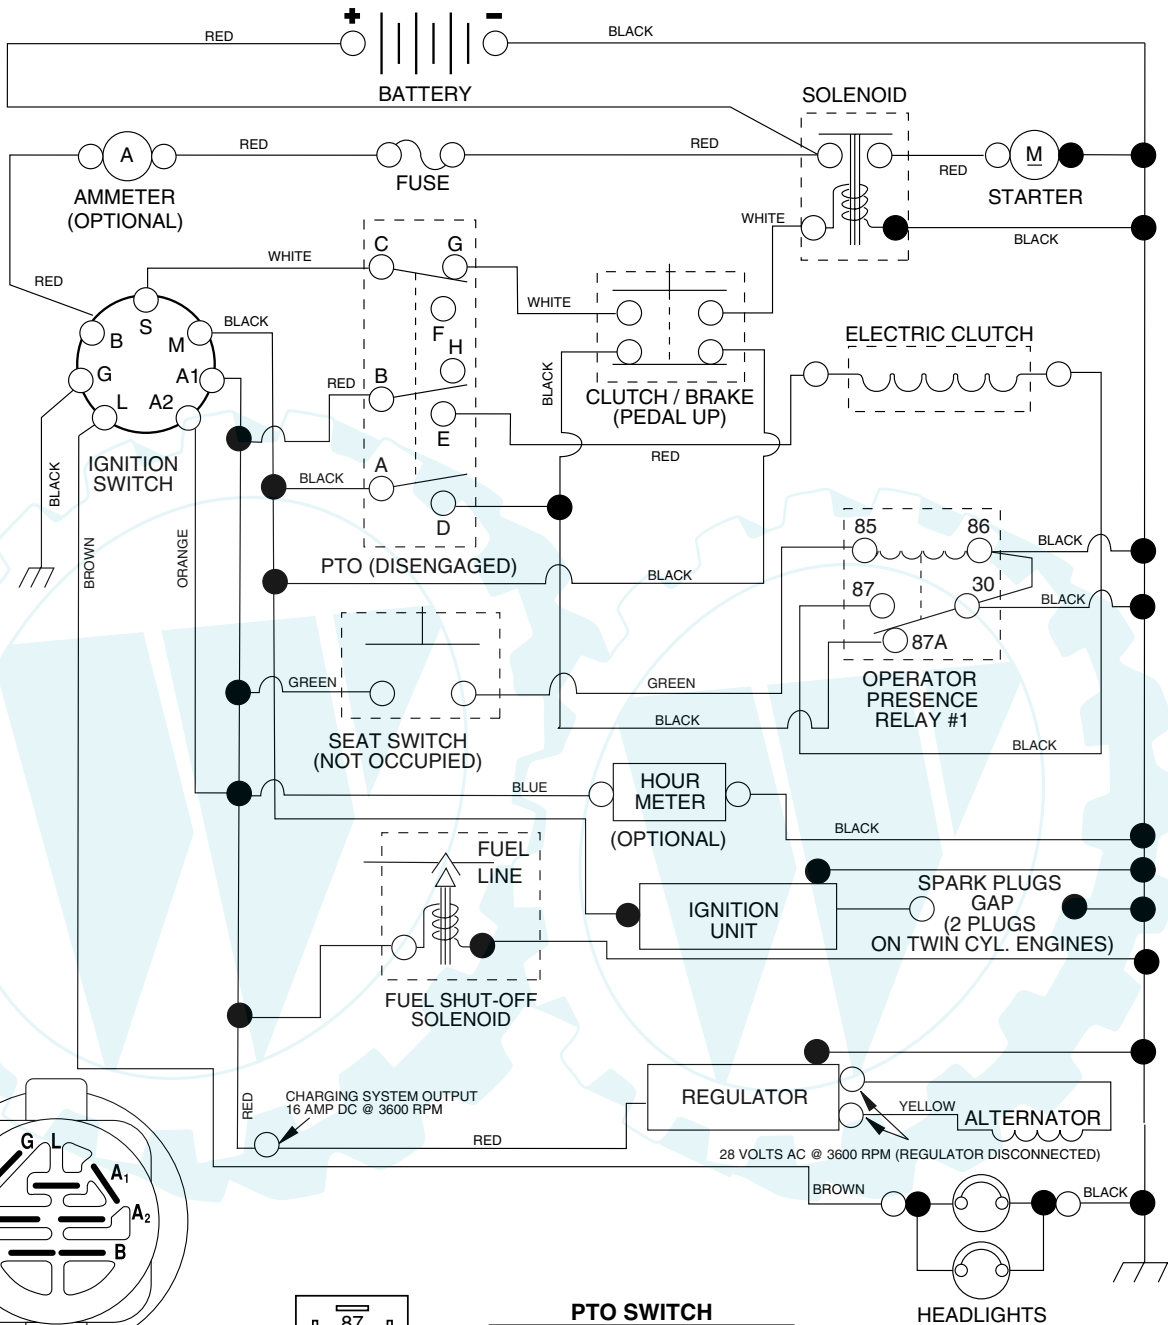 + -
RED
BLACK
BATTERY
SOLENOID
A
RED
RED
M
RED
AMMETER
(OPTIONAL)
FUSE
STARTER
WHITE
BLACK
C
G
WHITE
RED
S
B
M
BLACK
F
WHITE
ELECTRIC CLUTCH
G
A1
H
L
A2
RED
B
BLACK
CLUTCH / BRAKE
(PEDAL UP)
E
RED
IGNITION
SWITCH
BLACK
A
BLACK
D
BROWN
ORANGE
PTO (DISENGAGED)
BLACK
85
86
BLACK
87
30
BLACK
87A
OPERATOR
PRESENCE
RELAY #1
GREEN
GREEN
BLACK
SEAT SWITCH
(NOT OCCUPIED)
BLACK
BLUE
HOUR
METER
(OPTIONAL)
BLACK
FUEL
LINE
IGNITION
UNIT
SPARK PLUGS
GAP
(2 PLUGS
ON TWIN CYL. ENGINES)
FUEL SHUT-OFF
SOLENOID
RED
CHARGING SYSTEM OUTPUT
16 AMP DC @ 3600 RPM
RED
REGULATOR
YELLOW
ALTERNATOR
28 VOLTS AC @ 3600 RPM (REGULATOR DISCONNECTED)
G
L
A1
A2
B
BROWN
BLACK
HEADLIGHTS
87
PTO SWITCH